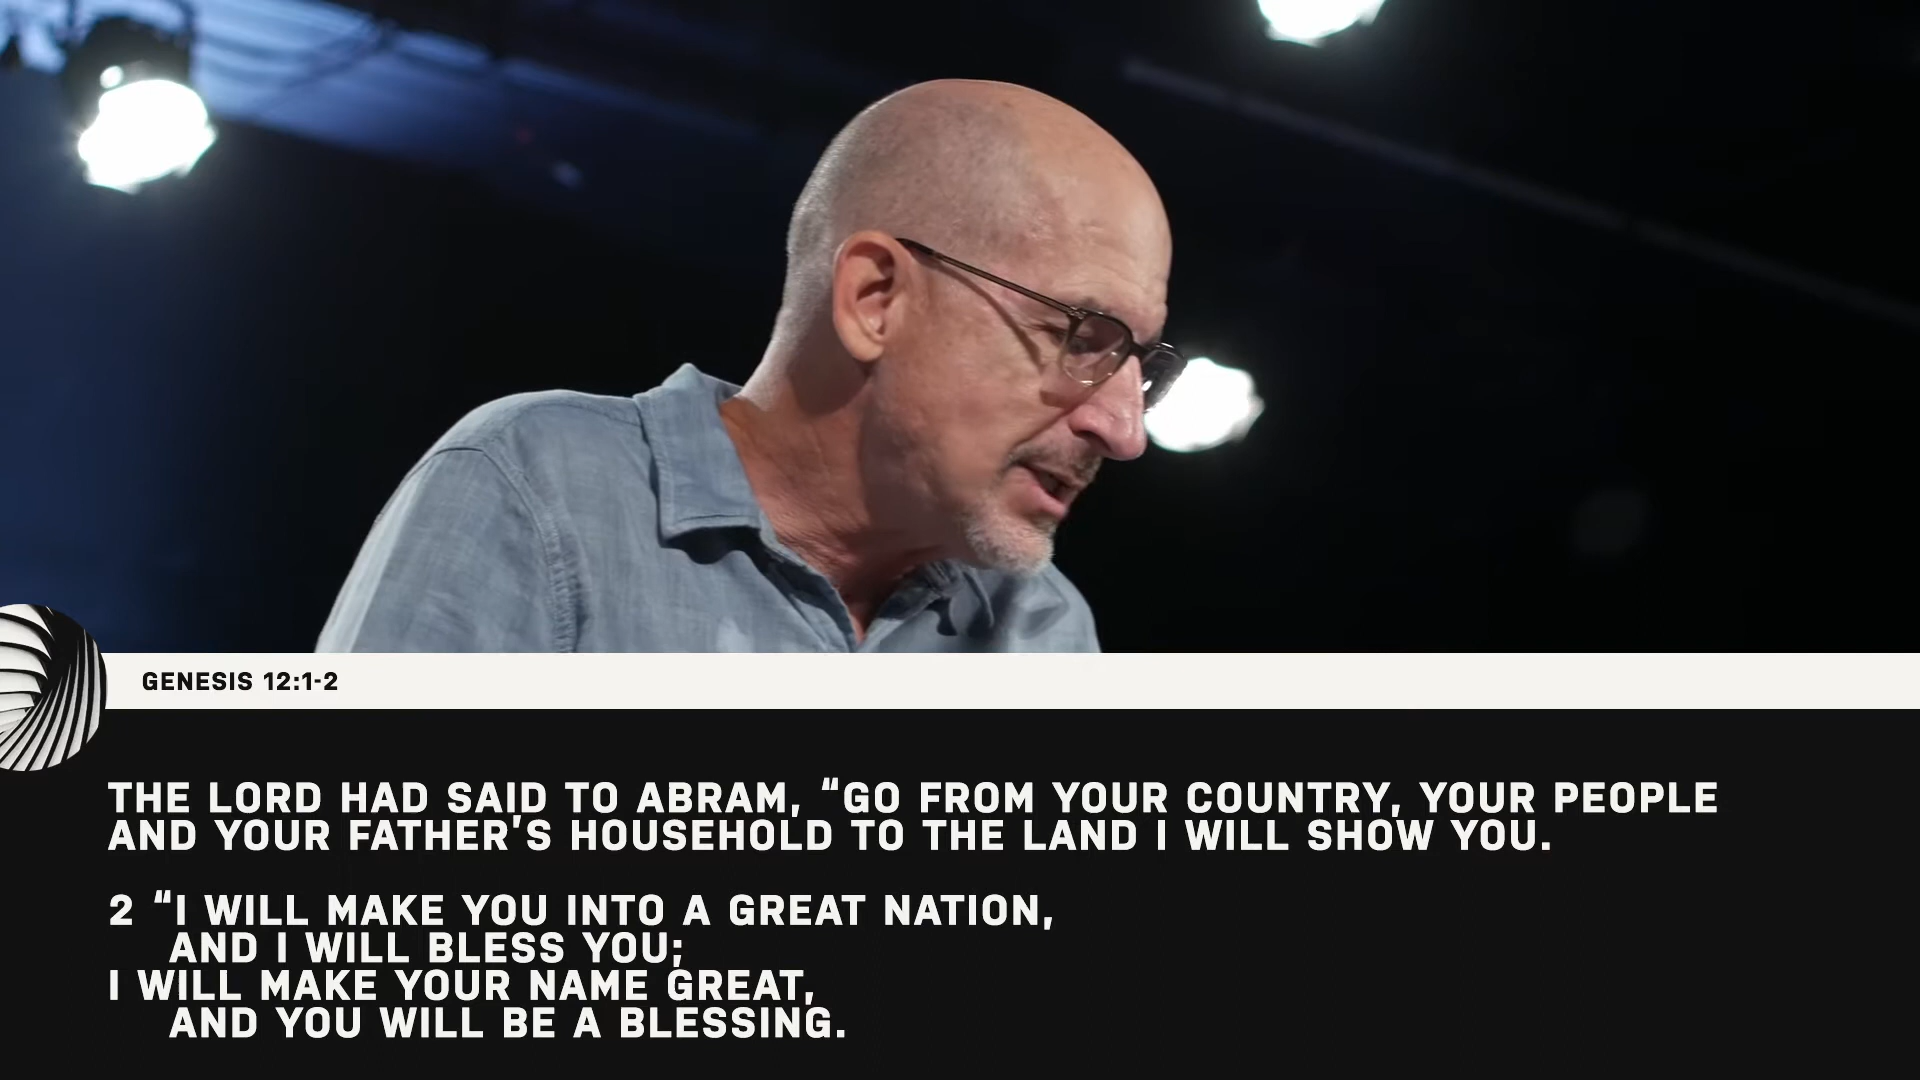 GENESIS 12:1-2
THE LORD HAD SAID TO ABRAM, “GO FROM YOUR COUNTRY, YOUR PEOPLE
AND YOUR FATHER'S HOUSEHOLD TO THE LAND I WILL SHOW YOU.
2 “I WILL MAKE YOU INTO A GREAT NATION,
AND I WILL BLESS YOU;
I WILL MAKE YOUR NAME GREAT,
AND YOU WILL BE A BLESSING.